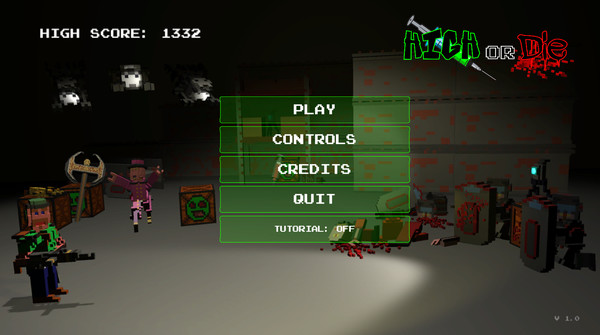 HIGH SCORE: 1332
HIGH OR Die
PLAY
CONTROLS
CREDITS
QUIT
TUTORIAL: OFF
V 1.0